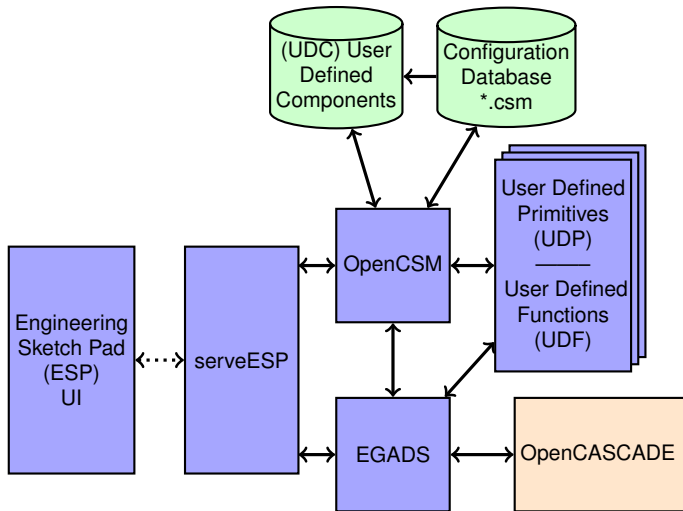 (UDC) User
Defined
Components
Configuration
Database
*.csm
User Defined
Primitives
(UDP)
User Defined
Functions
(UDF)
OpenCSM
Engineering
Sketch Pad
(ESP)
UI
serveESP
EGADS
OpenCASCADE